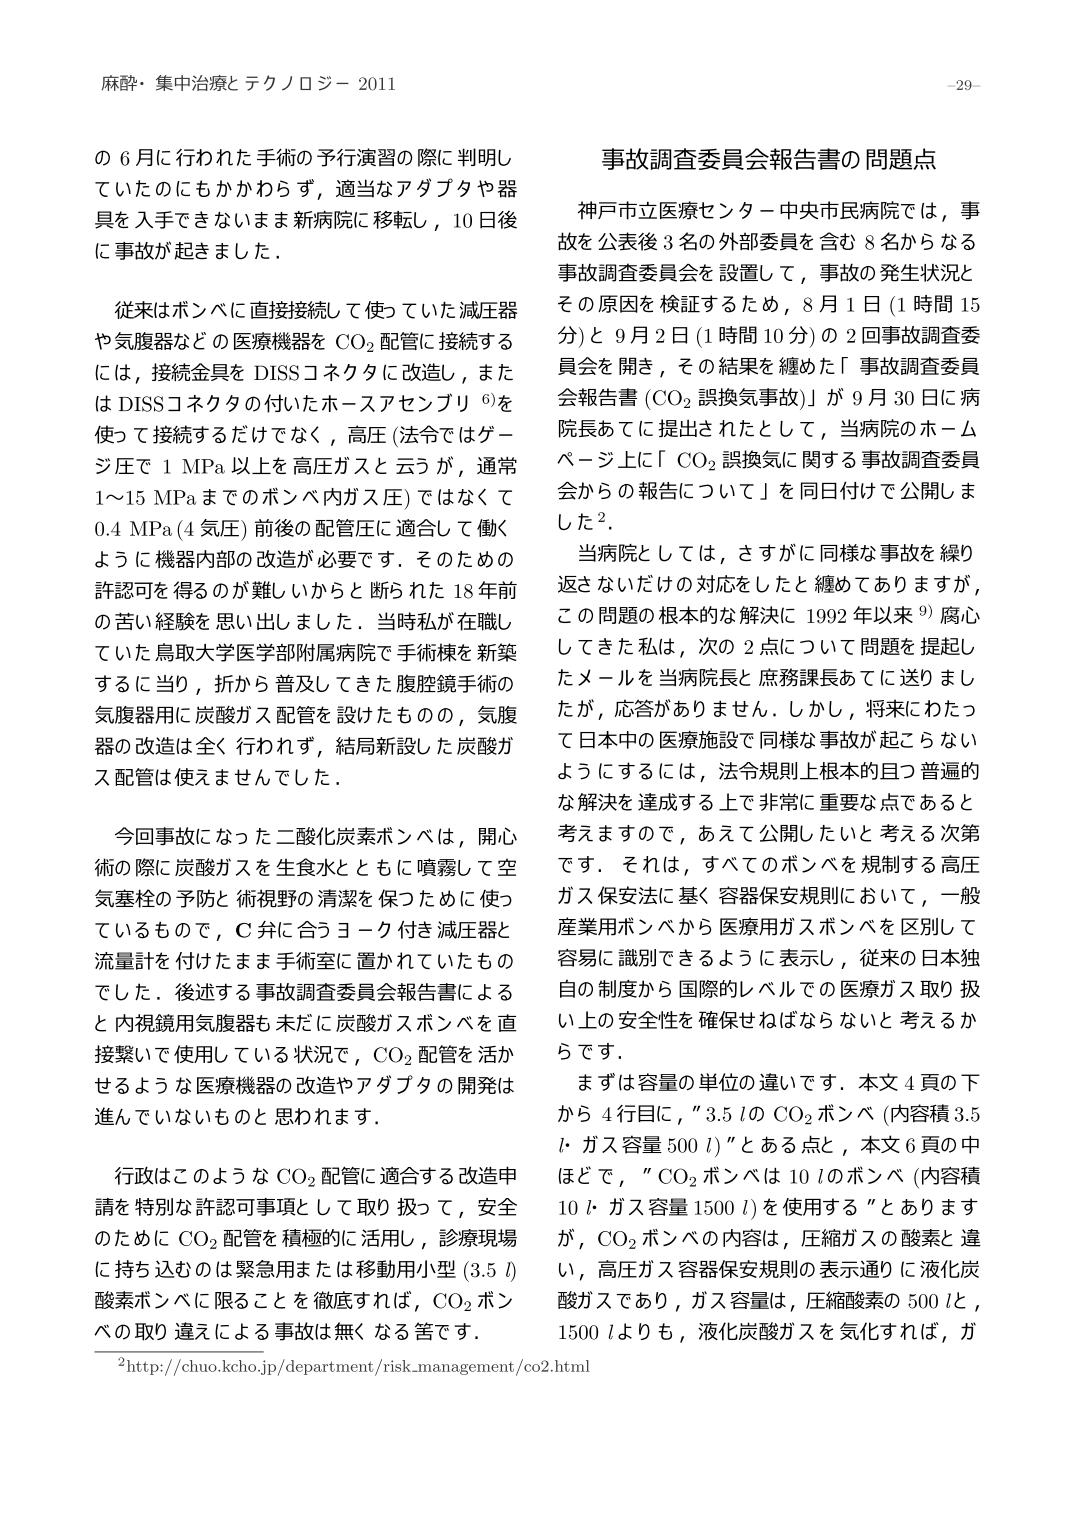 麻酔・集中治療とテクノロジー 2011
–29–
の 6 月に行われた手術の予行演習の際に判明し
ていたのにもかかわらず，適当なアダプタや器
具を入手できないまま新病院に移転し，10 日後
に事故が起きました．
従来はボンベに直接接続して使っていた減圧器
や気腹器などの医療機器を CO₂ 配管に接続する
には，接続金具を DISSコネクタに改造し，また
は DISSコネクタの付いたホースアセンブリ ⁶⁾を
使って接続するだけでなく，高圧 (法令ではゲー
ジ圧で 1 MPa 以上を高圧ガスと云うが，通常
1〜15 MPa までのボンベ内ガス圧) ではなくて
0.4 MPa (4 気圧) 前後の配管圧に適合して働く
ように機器内部の改造が必要です．そのための
許認可を得るのが難しいからと断られた 18 年前
の苦い経験を思い出しました．当時私が在職し
ていた鳥取大学医学部附属病院で手術棟を新築
するに当り，折から普及してきた腹腔鏡手術の
気腹器用に炭酸ガス配管を設けたものの，気腹
器の改造は全く行われず，結局新設した炭酸ガ
ス配管は使えませんでした．
今回事故になった二酸化炭素ボンベは，開心
術の際に炭酸ガスを生食水とともに噴霧して空
気塞栓の予防と術視野の清潔を保つために使っ
ているもので，C 弁に合うヨーク付き減圧器と
流量計を付けたまま手術室に置かれていたもの
でした．後述する事故調査委員会報告書による
と内視鏡用気腹器も未だに炭酸ガスボンベを直
接繋いで使用している状況で，CO₂ 配管を活か
せるような医療機器の改造やアダプタの開発は
進んでいないものと思われます．
行政はこのような CO₂ 配管に適合する改造申
請を特別な許認可事項として取り扱って，安全
のために CO₂ 配管を積極的に活用し，診療現場
に持ち込むのは緊急用または移動用小型 (3.5 l)
酸素ボンベに限ることを徹底すれば，CO₂ ボン
ベの取り違えによる事故は無くなる筈です．
事故調査委員会報告書の問題点
神戸市立医療センター中央市民病院では，事
故を公表後 3 名の外部委員を含む 8 名からなる
事故調査委員会を設置して，事故の発生状況と
その原因を検証するため，8 月 1 日 (1 時間 15
分) と 9 月 2 日 (1 時間 10 分) の 2 回事故調査委
員会を開き，その結果を纏めた「事故調査委員
会報告書 (CO₂ 誤換気事故)」が 9 月 30 日に病
院長あてに提出されたとして，当病院のホーム
ページ上に「CO₂ 誤換気に関する事故調査委員
会からの報告について」を同日付けで公開しま
した²．
当病院としては，さすがに同様な事故を繰り
返さないだけの対応をしたと纏めてありますが，
この問題の根本的な解決に 1992 年以来 ⁹⁾ 腐心
してきた私は，次の 2 点について問題を提起し
たメールを当病院長と庶務課長あてに送りまし
たが，応答がありません．しかし，将来にわたっ
て日本中の医療施設で同様な事故が起こらない
ようにするには，法令規則上根本的且つ普遍的
な解決を達成する上で非常に重要な点であると
考えますので，あえて公開したいと考える次第
です． それは，すべてのボンベを規制する高圧
ガス保安法に基く容器保安規則において，一般
産業用ボンベから医療用ガスボンベを区別して
容易に識別できるように表示し，従来の日本独
自の制度から国際的レベルでの医療ガス取り扱
い上の安全性を確保せねばならないと考えるか
らです．
まずは容量の単位の違いです．本文 4 頁の下
から 4 行目に，”3.5 lの CO₂ ボンベ (内容積 3.5
l・ガス容量 500 l) ”とある点と，本文 6 頁の中
ほどで，” CO₂ ボンベは 10 lのボンベ (内容積
10 l・ガス容量 1500 l) を使用する ”とあります
が，CO₂ ボンベの内容は，圧縮ガスの酸素と違
い，高圧ガス容器保安規則の表示通りに液化炭
酸ガスであり，ガス容量は，圧縮酸素の 500 lと，
1500 lよりも，液化炭酸ガスを気化すれば，ガ
²http://chuo.kcho.jp/department/risk_management/co2.html